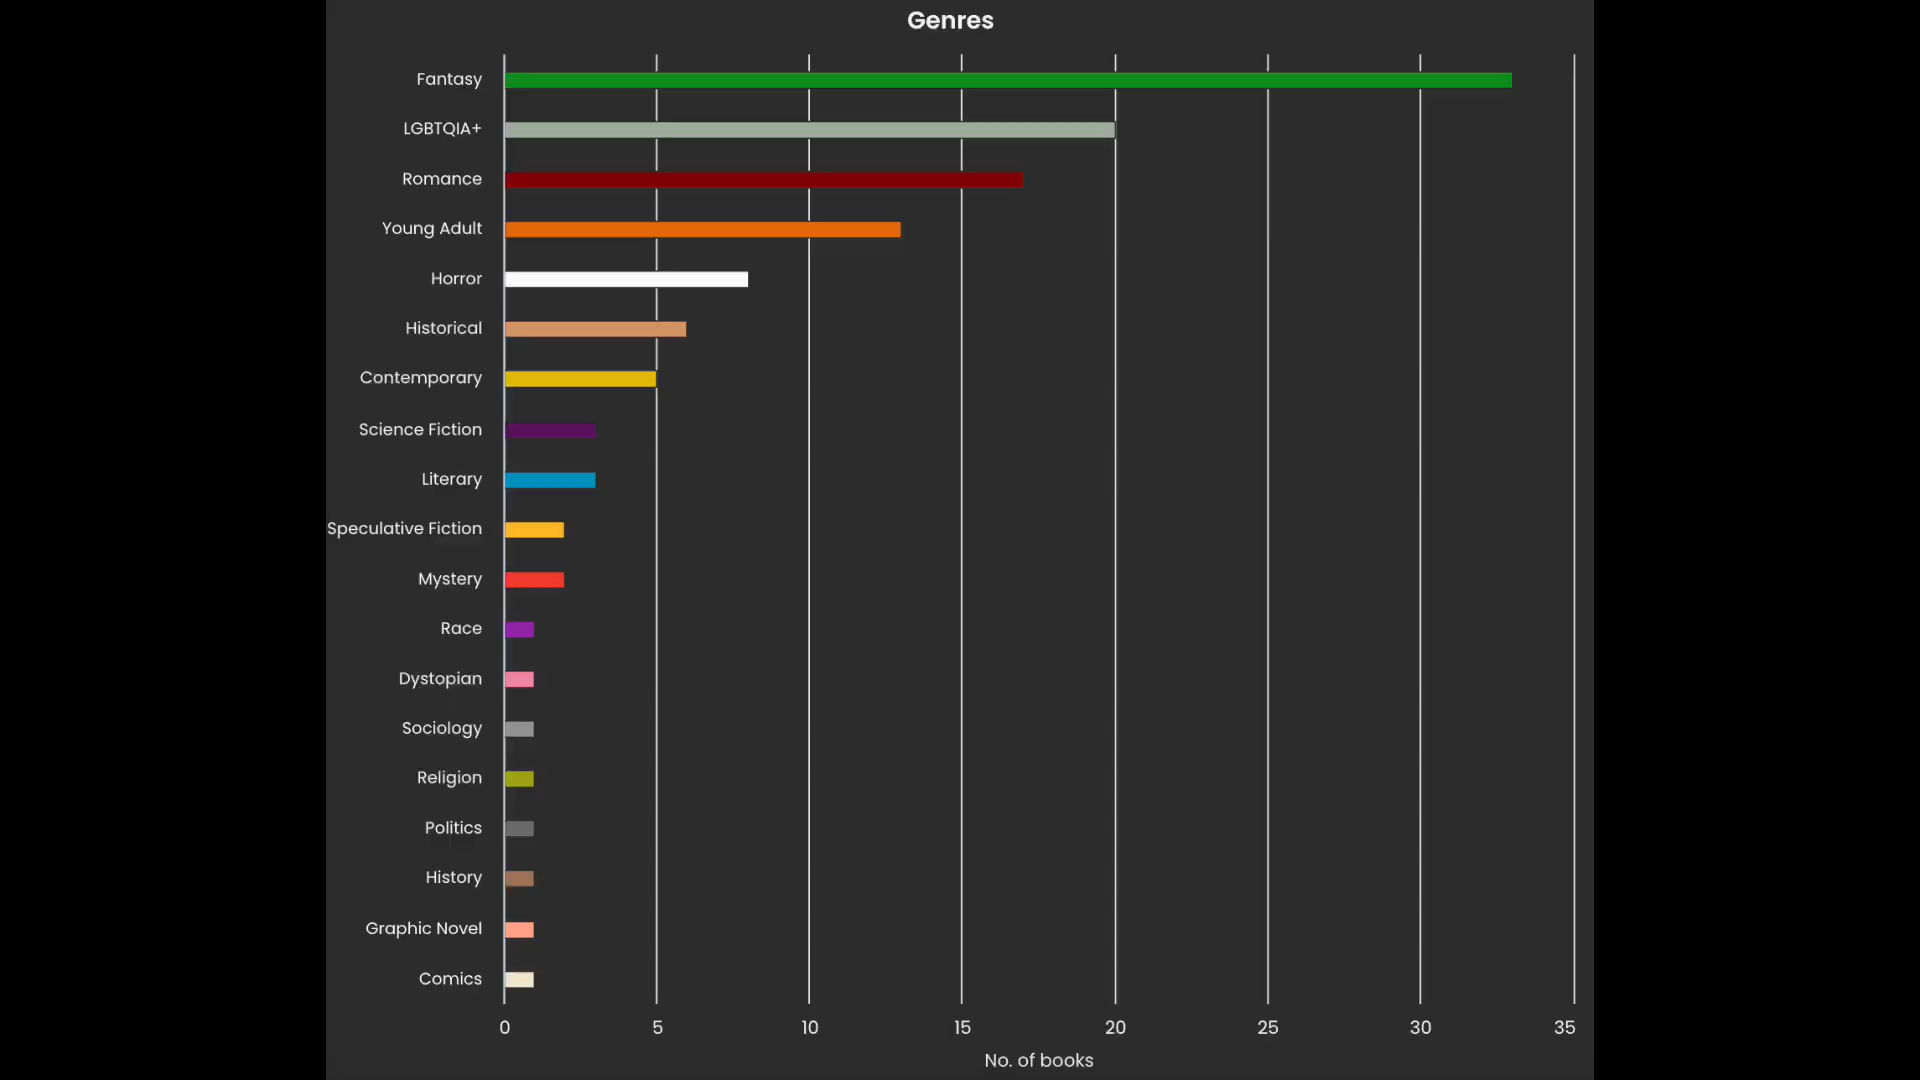 Genres
Fantasy
LGBTQIA+
Romance
Young Adult
Horror
Historical
Contemporary
Science Fiction
Literary
Speculative Fiction
Mystery
Race
Dystopian
Sociology
Religion
Politics
History
Graphic Novel
Comics
0 5 10 15 20 25 30 35
No. of books